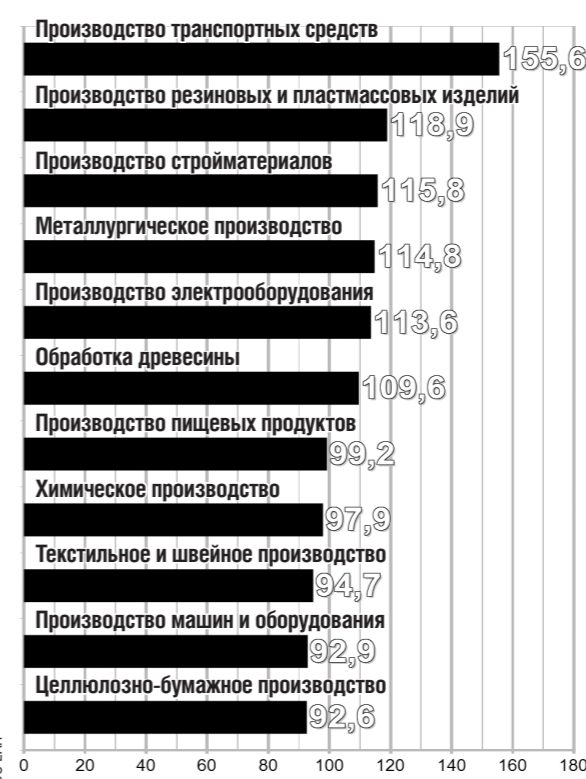 Производство транспортных средств
155,6
Производство резиновых и пластмассовых изделий
118,9
Производство стройматериалов
115,8
Металлургическое производство
114,8
Производство электрооборудования
113,6
Обработка древесины
109,6
Производство пищевых продуктов
99,2
Химическое производство
97,9
Текстильное и швейное производство
94,7
Производство машин и оборудования
92,9
Целлюлозно-бумажное производство
92,6
0 20 40 60 80 100 120 140 160 180